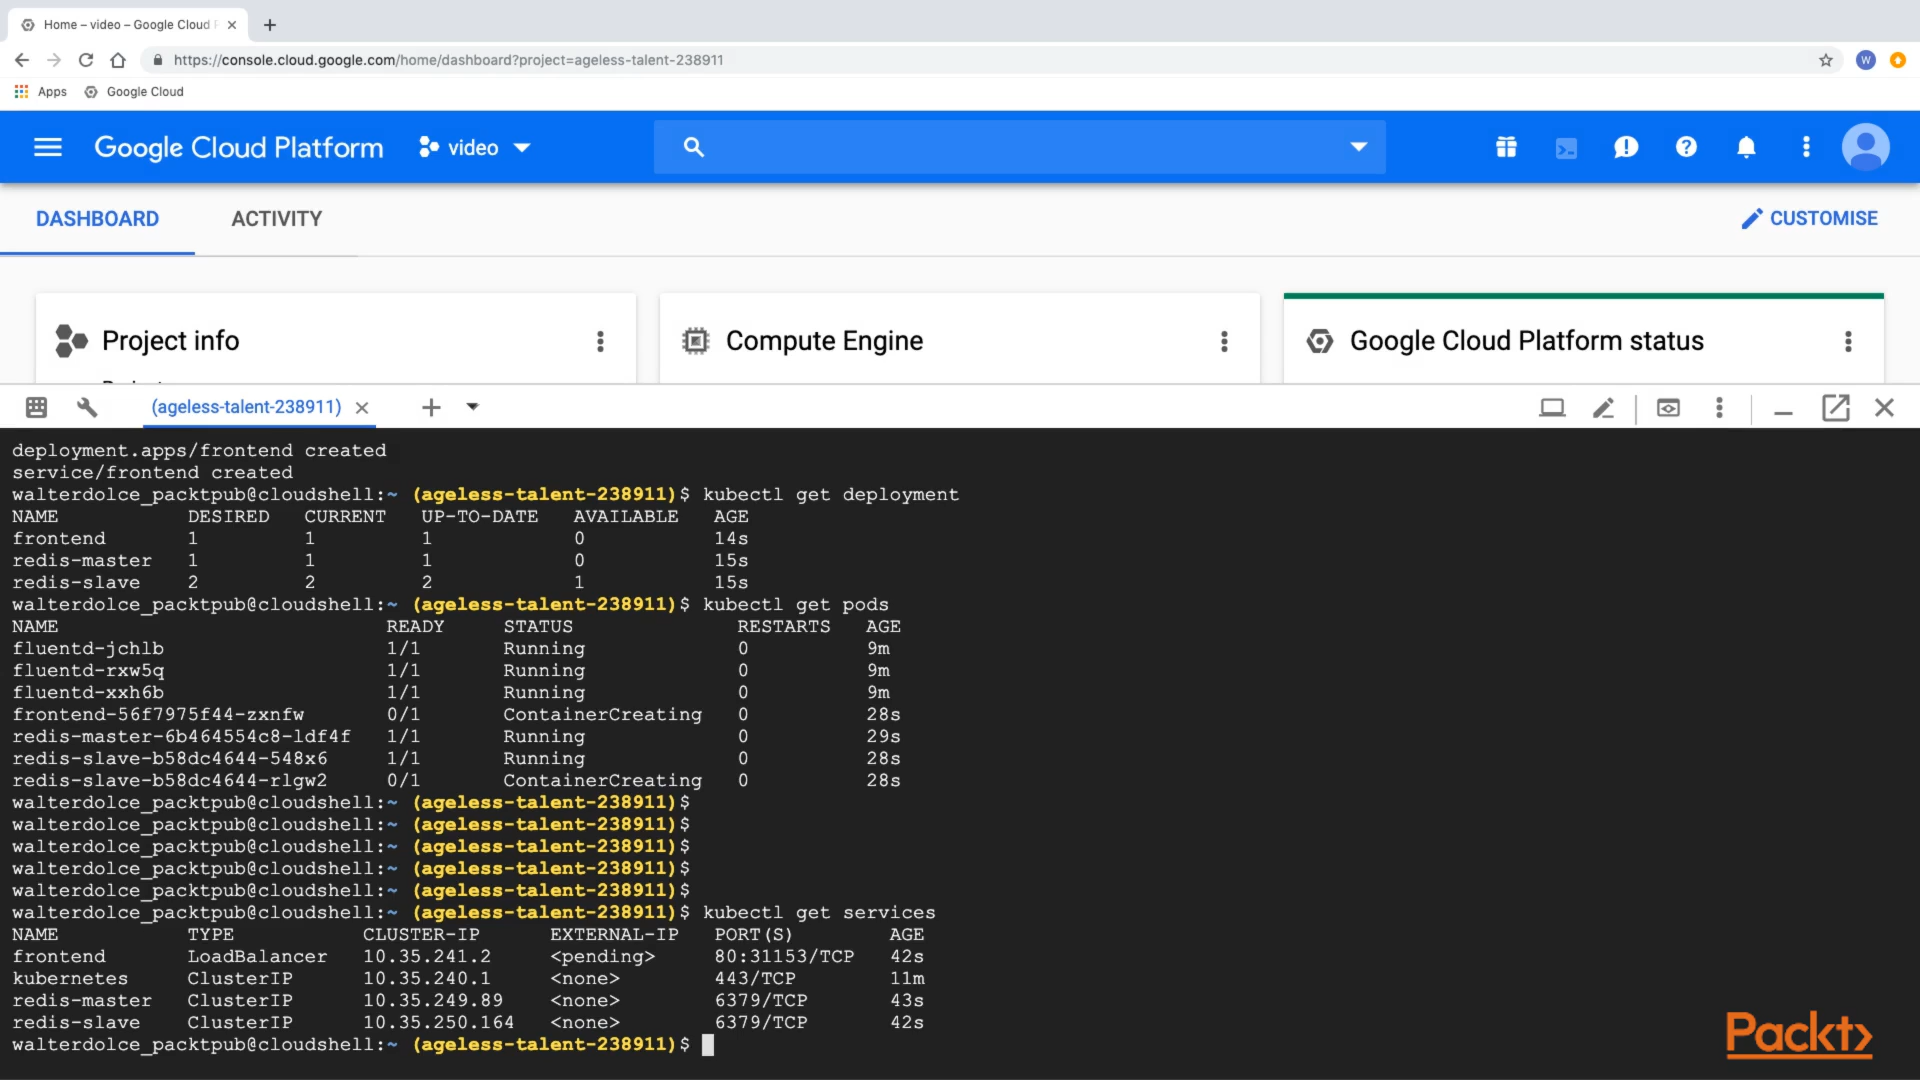 Home – video – Google Cloud P
https://console.cloud.google.com/home/dashboard?project=ageless-talent-238911
W
Apps Google Cloud
Google Cloud Platform video
DASHBOARD ACTIVITY CUSTOMISE
Project info Compute Engine Google Cloud Platform status
(ageless-talent-238911)
deployment.apps/frontend created
service/frontend created
walterdolce_packtpub@cloudshell:~ (ageless-talent-238911)$ kubectl get deployment
NAME DESIRED CURRENT UP-TO-DATE AVAILABLE AGE
frontend 1 1 1 0 14s
redis-master 1 1 1 0 15s
redis-slave 2 2 2 1 15s
walterdolce_packtpub@cloudshell:~ (ageless-talent-238911)$ kubectl get pods
NAME READY STATUS RESTARTS AGE
fluentd-jchlb 1/1 Running 0 9m
fluentd-rxw5q 1/1 Running 0 9m
fluentd-xxh6b 1/1 Running 0 9m
frontend-56f7975f44-zxnfw 0/1 ContainerCreating 0 28s
redis-master-6b464554c8-ldf4f 1/1 Running 0 29s
redis-slave-b58dc4644-548x6 1/1 Running 0 28s
redis-slave-b58dc4644-rlgw2 0/1 ContainerCreating 0 28s
walterdolce_packtpub@cloudshell:~ (ageless-talent-238911)$
walterdolce_packtpub@cloudshell:~ (ageless-talent-238911)$
walterdolce_packtpub@cloudshell:~ (ageless-talent-238911)$
walterdolce_packtpub@cloudshell:~ (ageless-talent-238911)$
walterdolce_packtpub@cloudshell:~ (ageless-talent-238911)$
walterdolce_packtpub@cloudshell:~ (ageless-talent-238911)$ kubectl get services
NAME TYPE CLUSTER-IP EXTERNAL-IP PORT(S) AGE
frontend LoadBalancer 10.35.241.2 <pending> 80:31153/TCP 42s
kubernetes ClusterIP 10.35.240.1 <none> 443/TCP 11m
redis-master ClusterIP 10.35.249.89 <none> 6379/TCP 43s
redis-slave ClusterIP 10.35.250.164 <none> 6379/TCP 42s
walterdolce_packtpub@cloudshell:~ (ageless-talent-238911)$
Packt>